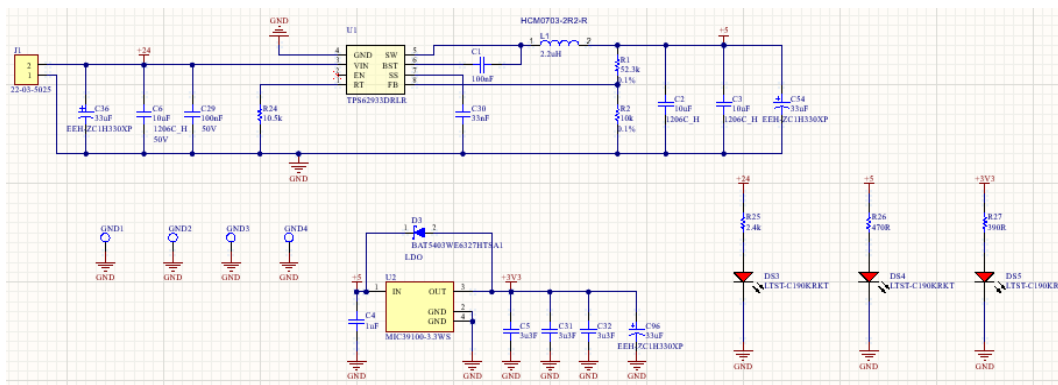 HCM0703-2R2-R
GND
U1
L1
1 2
2.2uH
+5
J1
+24
2
1
22-03-5025
4 GND SW 5
3 VIN BST 6
2 EN SS 7
1 RT FB 8
TPS62933DRLR
C1
100nF
R1
52.3k
0.1%
C36
33uF
EEH-ZC1H330XP
C6
10uF
1206C_H
50V
C29
100nF
50V
R24
10.5k
C30
33nF
R2
10k
0.1%
C2
10uF
1206C_H
C3
10uF
1206C_H
C54
33uF
EEH-ZC1H330XP
GND
+24
+5
+3V3
R25
2.4k
R26
470R
R27
390R
GND1
GND2
GND3
GND4
GND
GND
GND
GND
D3
1 2
BAT5403WE6327HTSA1
LDO
+5
U2
+3V3
1 IN OUT 3
GND 2
GND 4
MIC39100-3.3WS
C4
1uF
C5
3u3F
C31
3u3F
C32
3u3F
C96
33uF
EEH-ZC1H330XP
DS3
LTST-C190KRKT
DS4
LTST-C190KRKT
DS5
LTST-C190KR
GND
GND
GND
GND
GND
GND
GND
GND
GND
GND